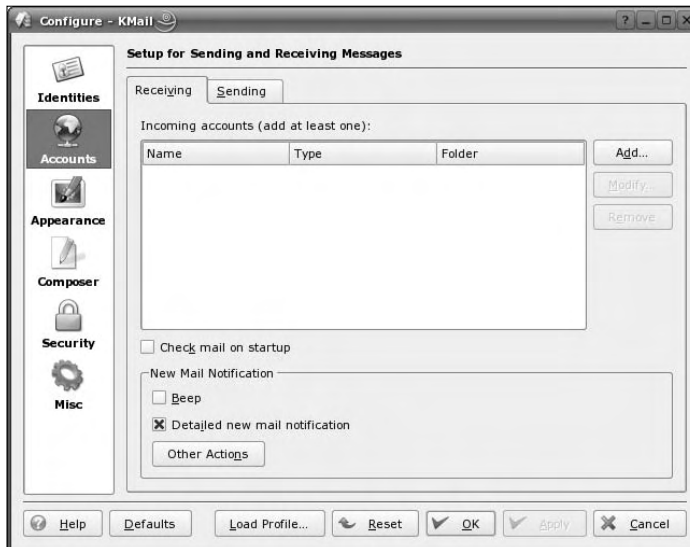 Configure - KMail
Identities
Accounts
Appearance
Composer
Security
Misc
Setup for Sending and Receiving Messages
Receiving
Sending
Incoming accounts (add at least one):
Name Type Folder
Add...
Modify...
Remove
Check mail on startup
New Mail Notification
Beep
Detailed new mail notification
Other Actions
Help Defaults Load Profile... Reset OK Apply Cancel